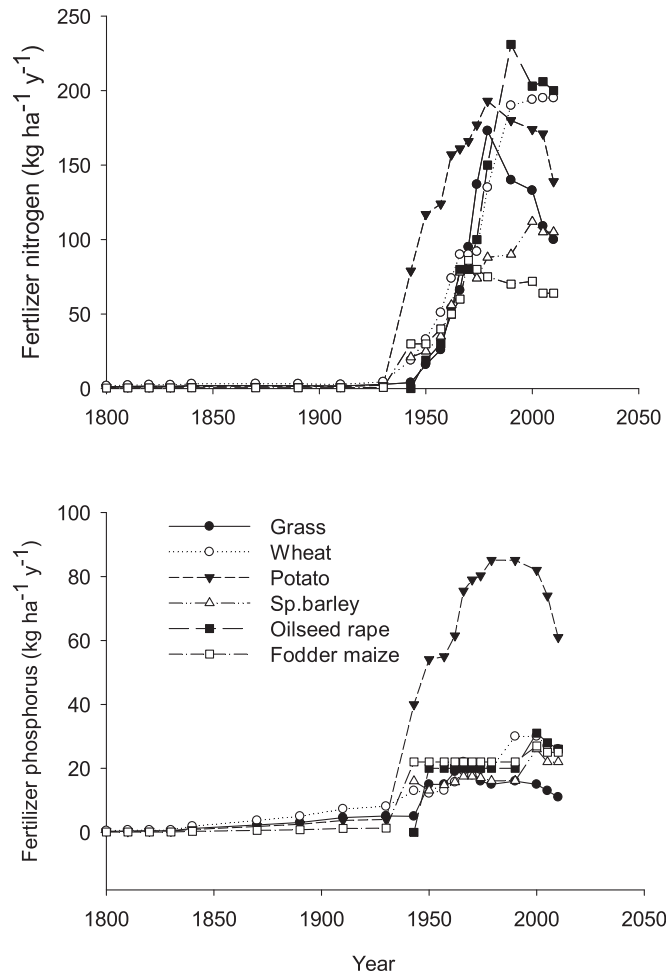 250
200
150
100
50
0
Fertlizer nitrogen (kg ha⁻¹ y⁻¹)
1800 1850 1900 1950 2000 2050
100
80
60
40
20
0
Fertilizer phosphorus (kg ha⁻¹ y⁻¹)
Grass
Wheat
Potato
Sp.barley
Oilseed rape
Fodder maize
1800 1850 1900 1950 2000 2050
Year